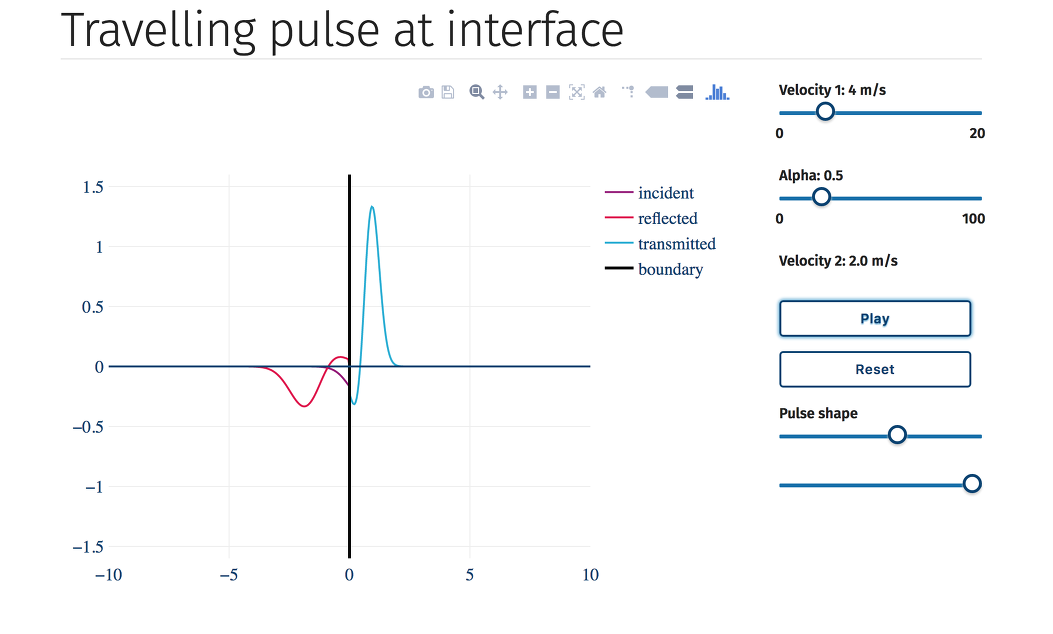 Travelling pulse at interface
Velocity 1: 4 m/s
0 20
Alpha: 0.5
0 100
Velocity 2: 2.0 m/s
Play
Reset
Pulse shape
incident
reflected
transmitted
boundary
1.5
1
0.5
0
−0.5
−1
−1.5
−10 −5 0 5 10